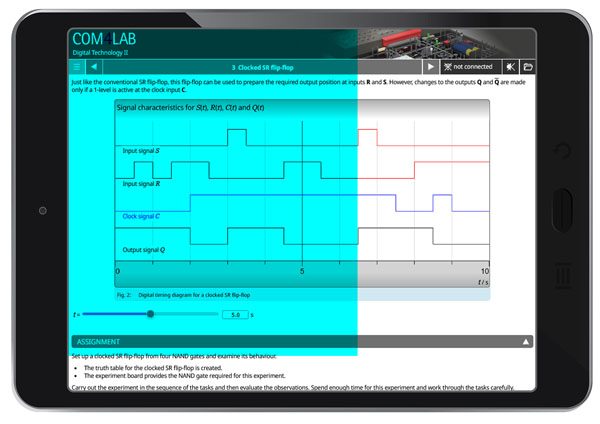 COM4LAB
Digital Technology II
3 Clocked SR flip-flop
not connected
Just like the conventional SR flip-flop, this flip-flop can be used to prepare the required output position at inputs R and S. However, changes to the outputs Q and Q̅ are made
only if a 1-level is active at the clock input C.
Signal characteristics for S(t), R(t), C(t) and Q(t)
Input signal S
Input signal R
Clock signal C
Output signal Q
0 5 10
t / s
Fig. 2: Digital timing diagram for a clocked SR flip-flop
t = 5.0 s
ASSIGNMENT
Set up a clocked SR flip-flop from four NAND gates and examine its behaviour.
• The truth table for the clocked SR flip-flop is created.
• The experiment board provides the NAND gate required for this experiment.
Carry out the experiment in the sequence of the tasks and then evaluate the observations. Spend enough time for this experiment and work through the tasks carefully.